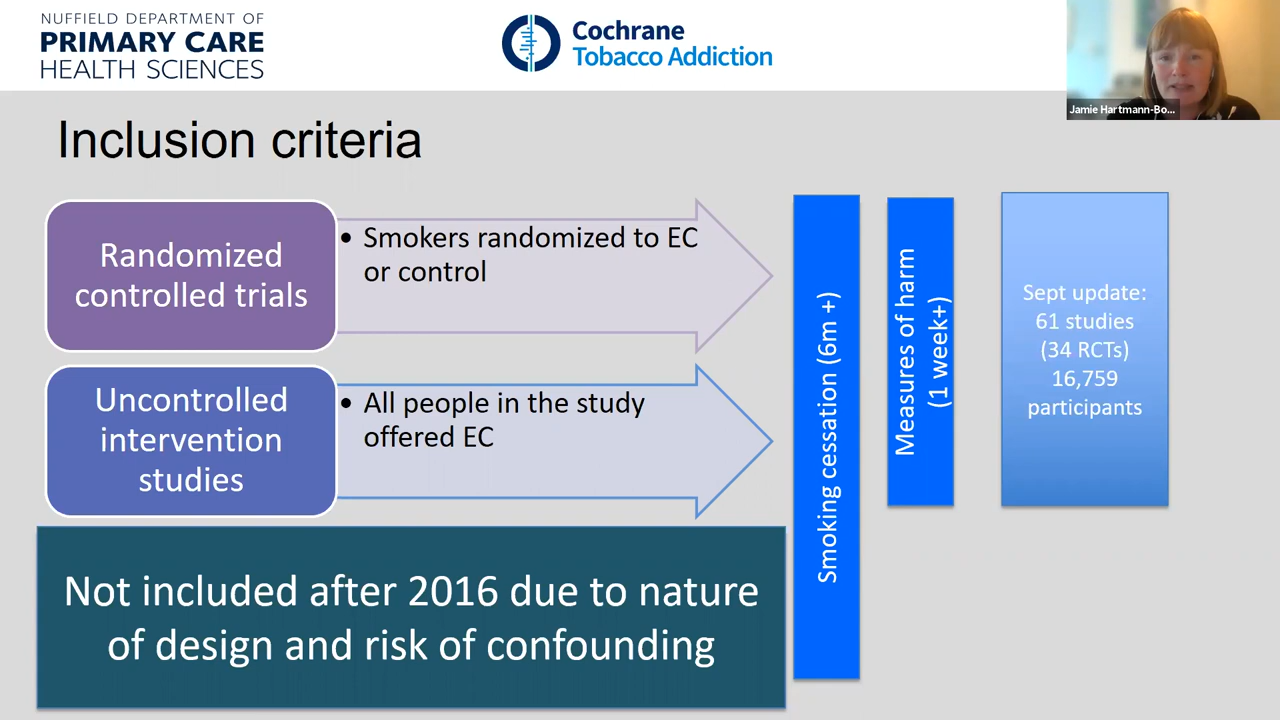 NUFFIELD DEPARTMENT OF
PRIMARY CARE
HEALTH SCIENCES
Cochrane
Tobacco Addiction
Jamie Hartmann-Bo...
Inclusion criteria
Randomized
controlled trials
• Smokers randomized to EC
or control
Uncontrolled
intervention
studies
• All people in the study
offered EC
Not included after 2016 due to nature
of design and risk of confounding
Smoking cessation (6m +)
Measures of harm
(1 week+)
Sept update:
61 studies
(34 RCTs)
16,759
participants